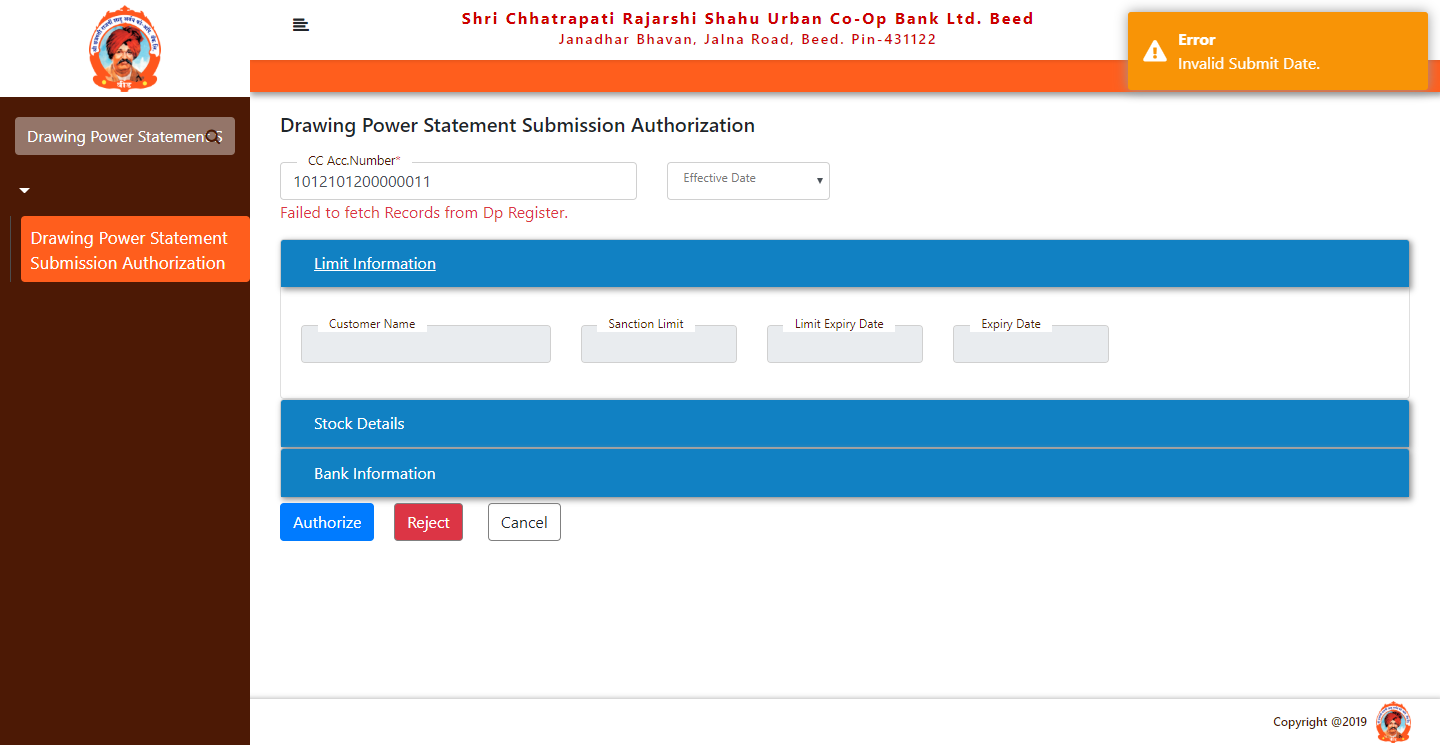 Shri Chhatrapati Rajarshi Shahu Urban Co-Op Bank Ltd. Beed
Janadhar Bhavan, Jalna Road, Beed. Pin-431122
Error
Invalid Submit Date.
Drawing Power Statement
Drawing Power Statement
Submission Authorization
Drawing Power Statement Submission Authorization
CC Acc.Number*
1012101200000011
Effective Date
Failed to fetch Records from Dp Register.
Limit Information
Customer Name
Sanction Limit
Limit Expiry Date
Expiry Date
Stock Details
Bank Information
Authorize
Reject
Cancel
Copyright @2019